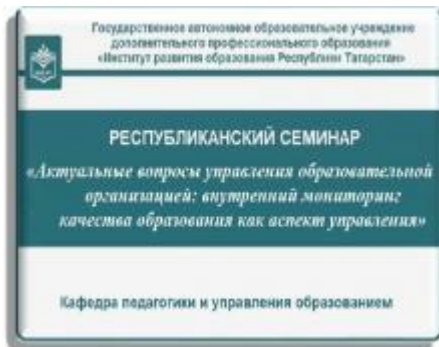 Государственное автономное образовательное учреждение
дополнительного профессионального образования
«Институт развития образования Республики Татарстан»
РЕСПУБЛИКАНСКИЙ СЕМИНАР
«Актуальные вопросы управления образовательной
организацией: внутренний мониторинг
качества образования как аспект управления»
Кафедра педагогики и управления образованием